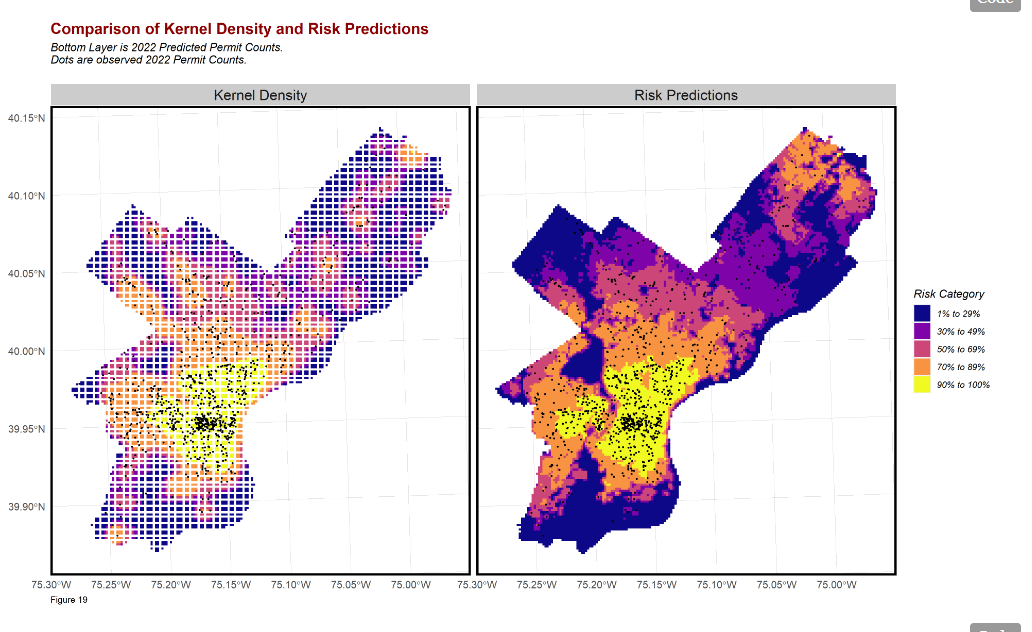 Code
Comparison of Kernel Density and Risk Predictions
Bottom Layer is 2022 Predicted Permit Counts.
Dots are observed 2022 Permit Counts.
Kernel Density
Risk Predictions
40.15°N
40.10°N
40.05°N
40.00°N
39.95°N
39.90°N
75.30°W 75.25°W 75.20°W 75.15°W 75.10°W 75.05°W 75.00°W
75.30°W 75.25°W 75.20°W 75.15°W 75.10°W 75.05°W 75.00°W
Risk Category
1% to 29%
30% to 49%
50% to 69%
70% to 89%
90% to 100%
Figure 19
Code